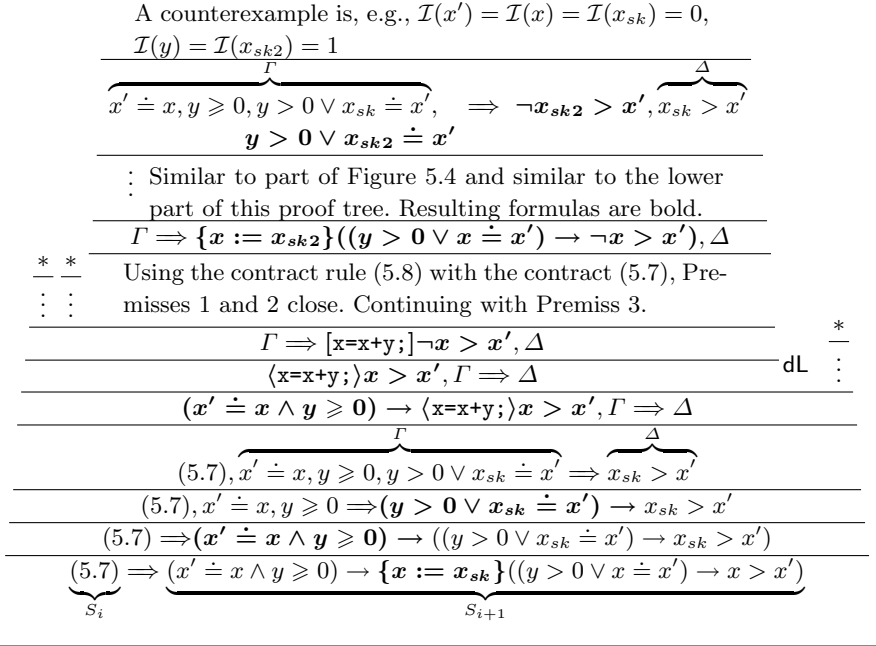 A counterexample is, e.g., I(x′) = I(x) = I(x_sk) = 0,
I(y) = I(x_sk2) = 1
Γ Δ
x′ ≐ x, y ⩾ 0, y > 0 ∨ x_sk ≐ x′, ⟹ ¬x_sk2 > x′, x_sk > x′
y > 0 ∨ x_sk2 ≐ x′
⋮ Similar to part of Figure 5.4 and similar to the lower
part of this proof tree. Resulting formulas are bold.
Γ ⟹ {x := x_sk2}((y > 0 ∨ x ≐ x′) → ¬x > x′), Δ
* *
⋮ ⋮ Using the contract rule (5.8) with the contract (5.7), Pre-
misses 1 and 2 close. Continuing with Premiss 3.
Γ ⟹ [x=x+y;]¬x > x′, Δ
*
⟨x=x+y;⟩x > x′, Γ ⟹ Δ dL ⋮
(x′ ≐ x ∧ y ⩾ 0) → ⟨x=x+y;⟩x > x′, Γ ⟹ Δ
Γ Δ
(5.7), x′ ≐ x, y ⩾ 0, y > 0 ∨ x_sk ≐ x′ ⟹ x_sk > x′
(5.7), x′ ≐ x, y ⩾ 0 ⟹(y > 0 ∨ x_sk ≐ x′) → x_sk > x′
(5.7) ⟹(x′ ≐ x ∧ y ⩾ 0) → ((y > 0 ∨ x_sk ≐ x′) → x_sk > x′)
(5.7) ⟹ (x′ ≐ x ∧ y ⩾ 0) → {x := x_sk}((y > 0 ∨ x ≐ x′) → x > x′)
S_i S_i+1